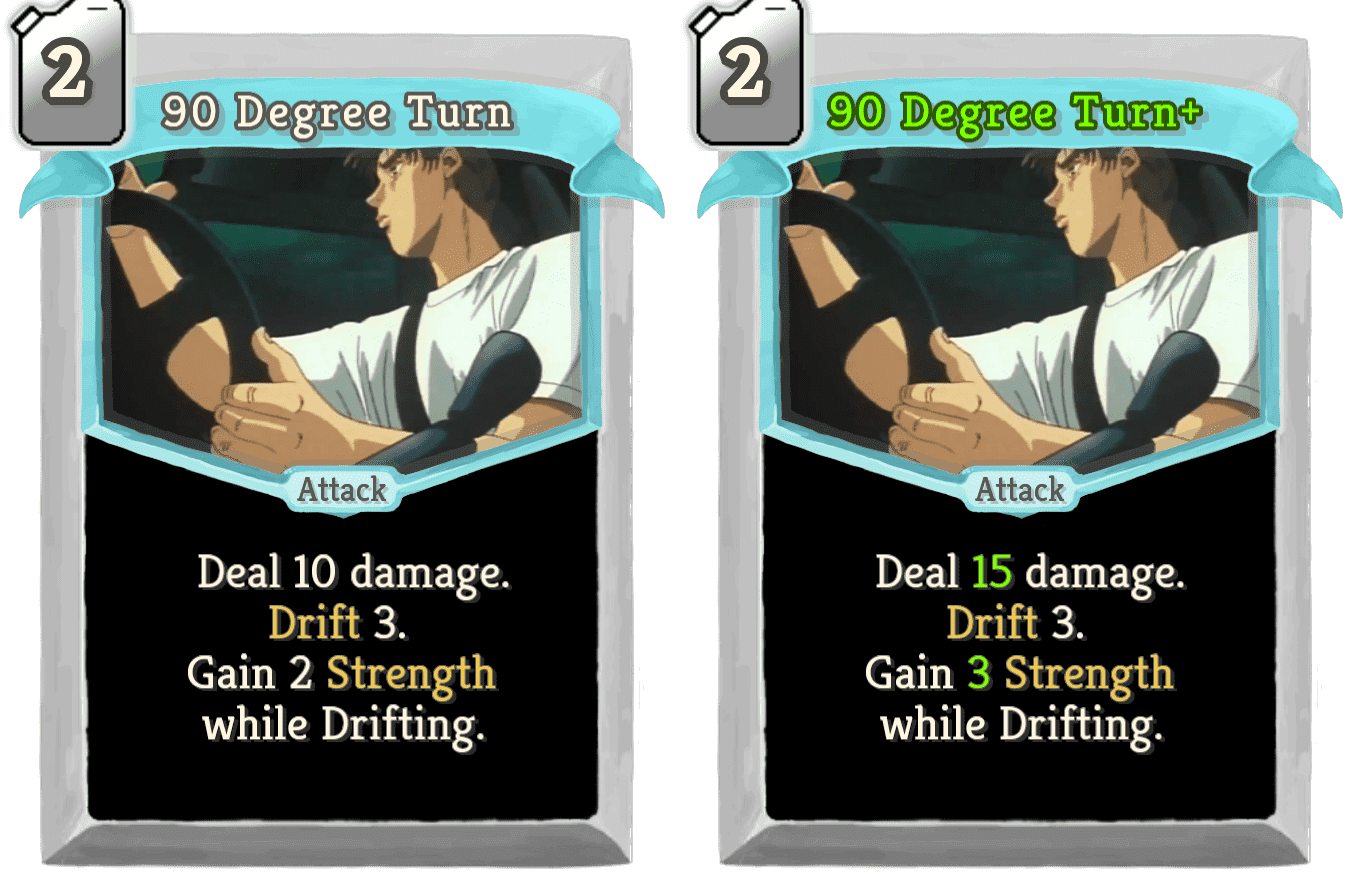 2
90 Degree Turn
Attack
Deal 10 damage.
Drift 3.
Gain 2 Strength
while Drifting.
2
90 Degree Turn+
Attack
Deal 15 damage.
Drift 3.
Gain 3 Strength
while Drifting.